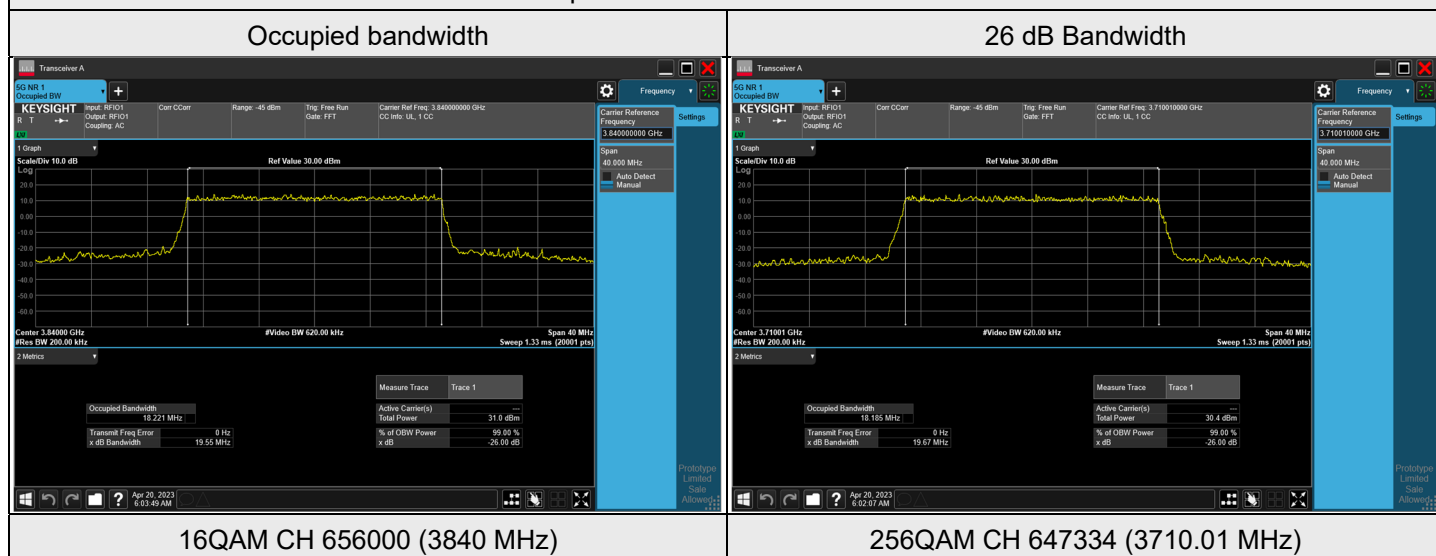 Occupied bandwidth
26 dB Bandwidth
Transceiver A
5G NR 1
Occupied BW
+
Frequency
KEYSIGHT
R T
LXI
Input: RFIO1
Output: RFIO1
Coupling: AC
Corr CCorr
Range: -45 dBm
Trig: Free Run
Gate: FFT
Carrier Ref Freq: 3.840000000 GHz
CC Info: UL, 1 CC
Carrier Reference
Frequency
3.840000000 GHz
Settings
Span
40.000 MHz
Auto Detect
Manual
1 Graph
Scale/Div 10.0 dB
Ref Value 30.00 dBm
Log
20.0
10.0
0.00
-10.0
-20.0
-30.0
-40.0
-50.0
-60.0
Center 3.84000 GHz
#Video BW 620.00 kHz
Span 40 MHz
#Res BW 200.00 kHz
Sweep 1.33 ms (20001 pts)
2 Metrics
Measure Trace Trace 1
Occupied Bandwidth
18.221 MHz
Active Carrier(s) ---
Total Power 31.0 dBm
Transmit Freq Error 0 Hz
x dB Bandwidth 19.55 MHz
% of OBW Power 99.00 %
x dB -26.00 dB
Prototype
Limited
Sale
Allowed
?
Apr 20, 2023
6:03:49 AM
Transceiver A
5G NR 1
Occupied BW
+
Frequency
KEYSIGHT
R T
LXI
Input: RFIO1
Output: RFIO1
Coupling: AC
Corr CCorr
Range: -45 dBm
Trig: Free Run
Gate: FFT
Carrier Ref Freq: 3.710010000 GHz
CC Info: UL, 1 CC
Carrier Reference
Frequency
3.710010000 GHz
Settings
Span
40.000 MHz
Auto Detect
Manual
1 Graph
Scale/Div 10.0 dB
Ref Value 30.00 dBm
Log
20.0
10.0
0.00
-10.0
-20.0
-30.0
-40.0
-50.0
-60.0
Center 3.71001 GHz
#Video BW 620.00 kHz
Span 40 MHz
#Res BW 200.00 kHz
Sweep 1.33 ms (20001 pts)
2 Metrics
Measure Trace Trace 1
Occupied Bandwidth
18.185 MHz
Active Carrier(s) ---
Total Power 30.4 dBm
Transmit Freq Error 0 Hz
x dB Bandwidth 19.67 MHz
% of OBW Power 99.00 %
x dB -26.00 dB
Prototype
Limited
Sale
Allowed
?
Apr 20, 2023
6:02:07 AM
16QAM CH 656000 (3840 MHz)
256QAM CH 647334 (3710.01 MHz)